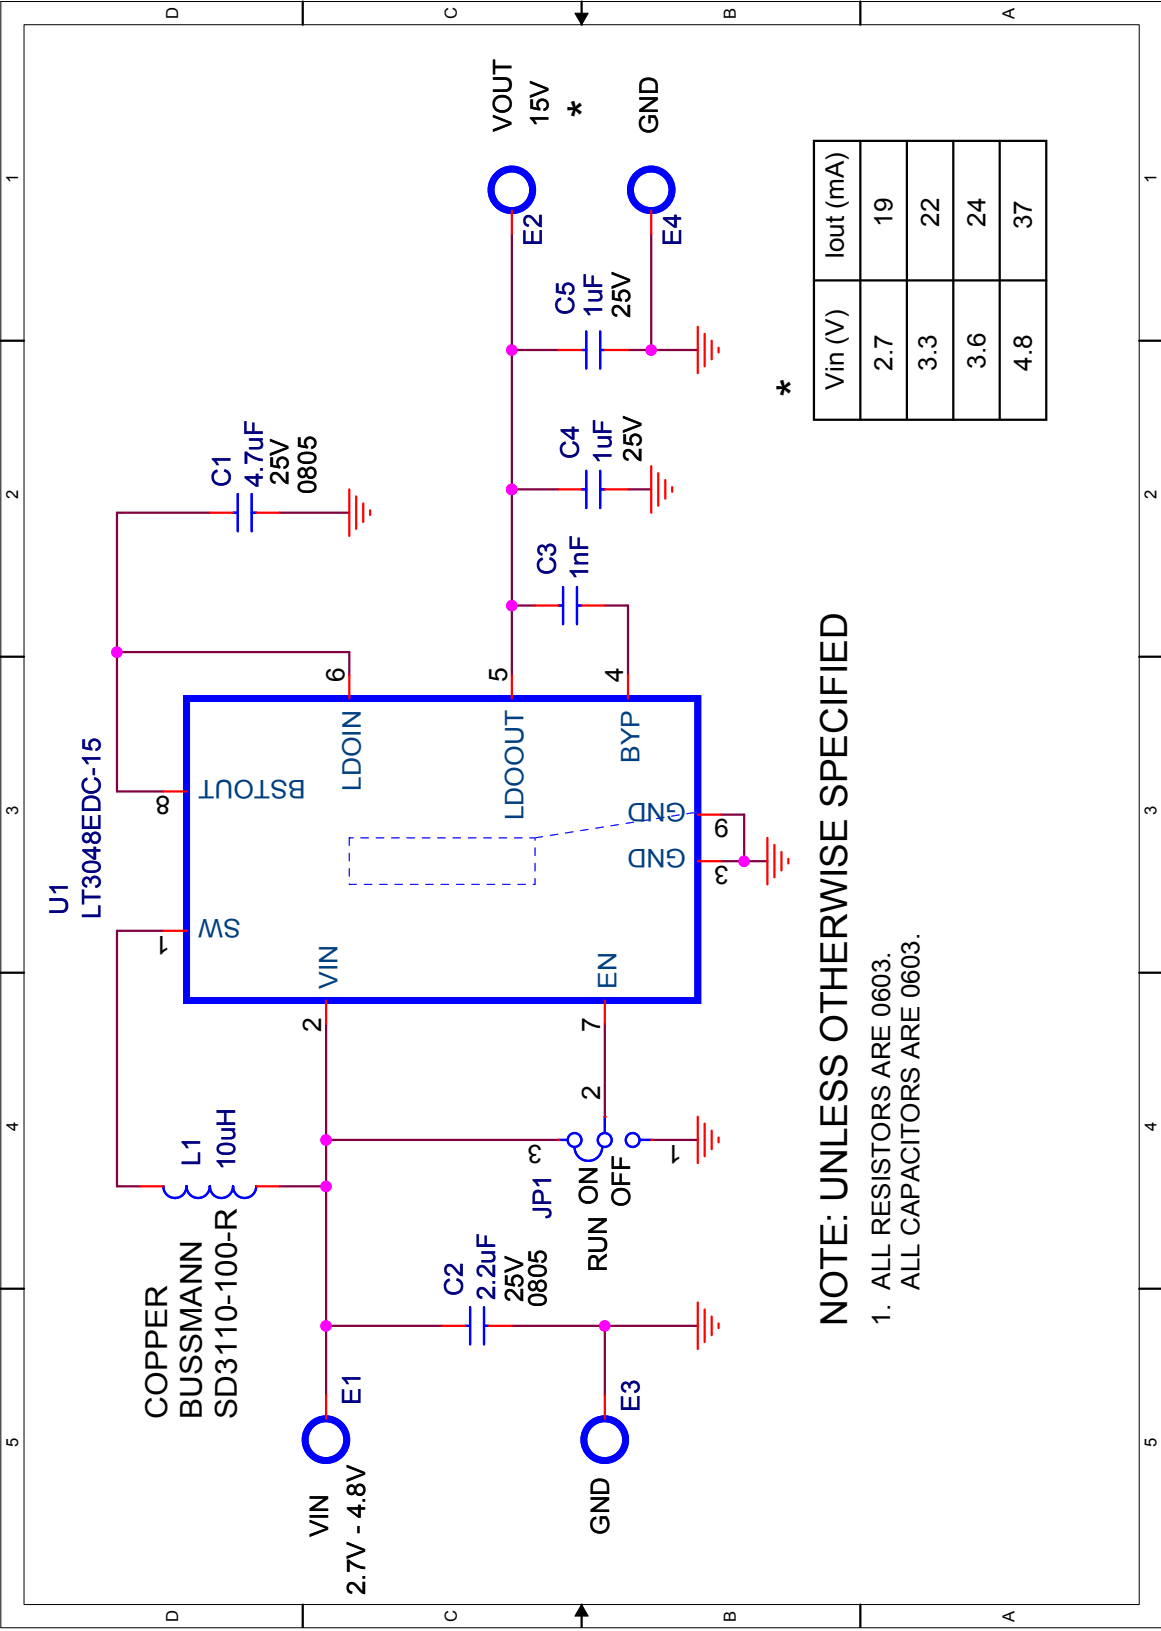 5
4
3
2
1
D
C
B
A
D
C
B
A
5
4
3
2
1
U1
LT3048EDC-15
COPPER
BUSSMANN
SD3110-100-R
L1
10uH
SW
1
BSTOUT
8
C1
4.7uF
25V
0805
VIN
2.7V - 4.8V
E1
2
VIN
LDOIN
6
C2
2.2uF
25V
0805
LDOOUT
5
C3
1nF
C4
1uF
25V
C5
1uF
25V
VOUT
15V
*
E2
GND
E3
JP1
RUN
ON
OFF
3
2
1
7
EN
GND
GND
3
9
BYP
4
GND
E4
*
Vin (V) Iout (mA)
2.7 19
3.3 22
3.6 24
4.8 37
NOTE: UNLESS OTHERWISE SPECIFIED
1. ALL RESISTORS ARE 0603.
ALL CAPACITORS ARE 0603.